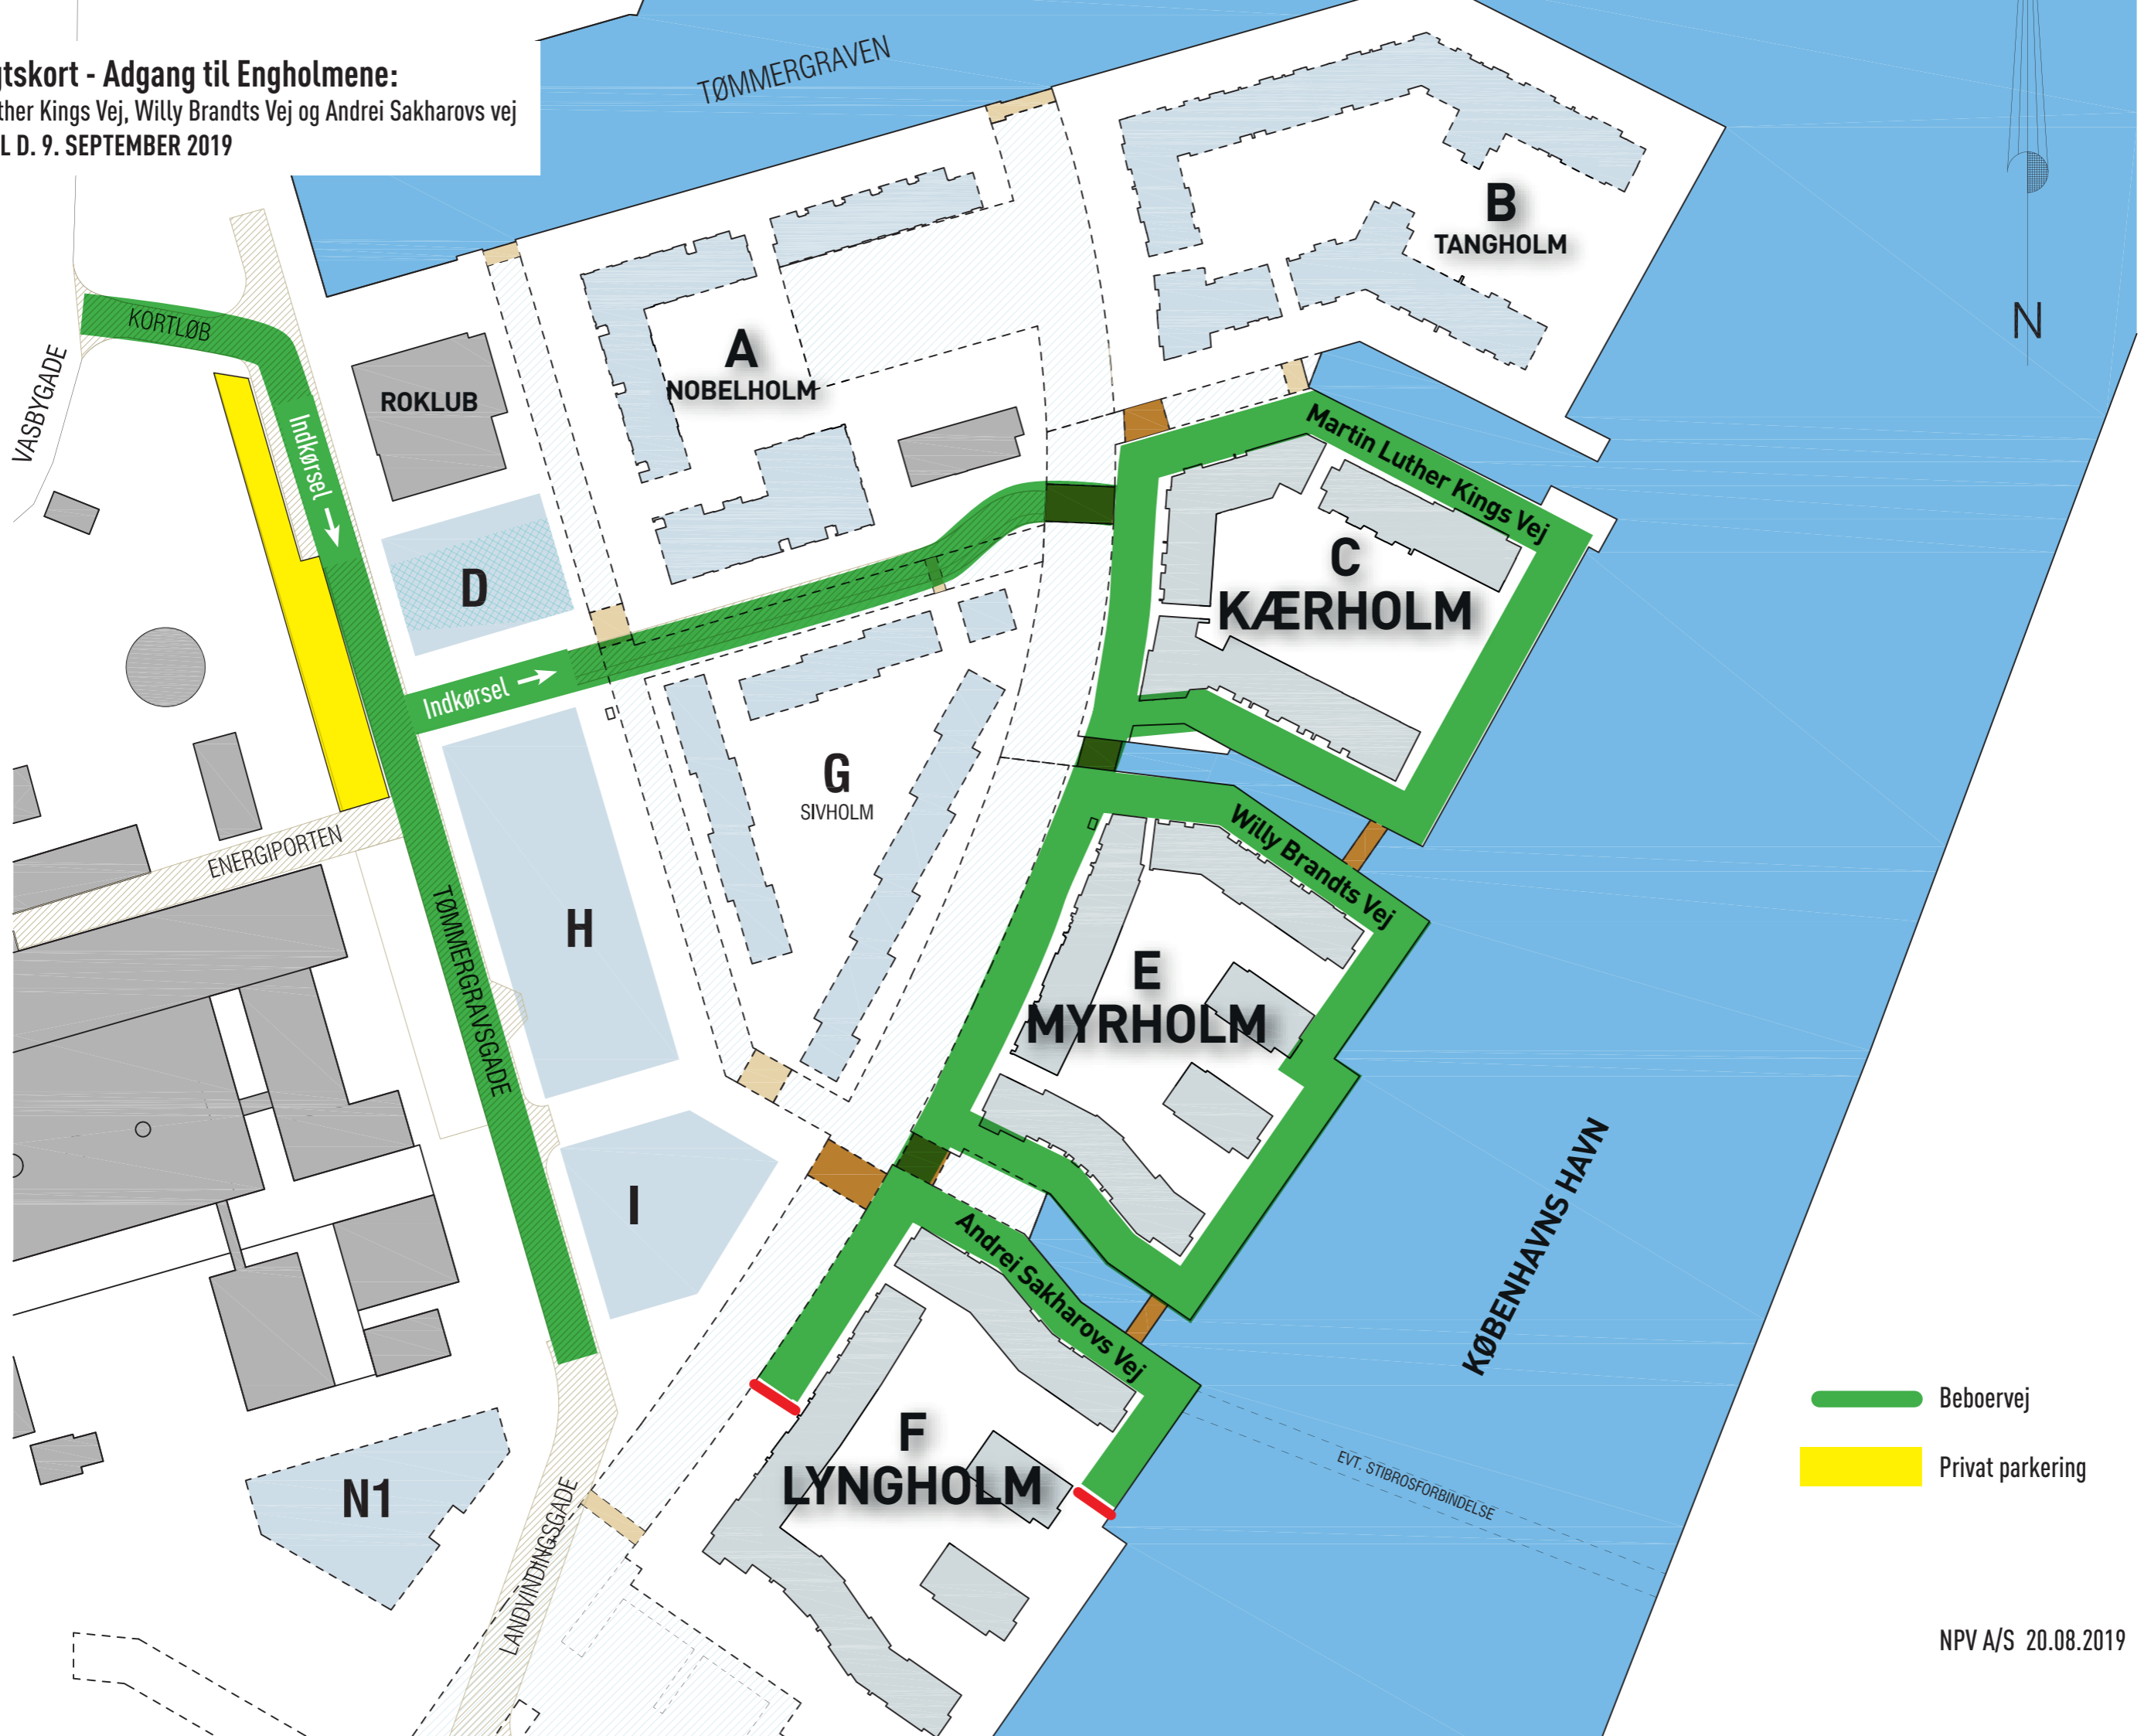 gtskort - Adgang til Engholmene:
ther Kings Vej, Willy Brandts Vej og Andrei Sakharovs vej
L D. 9. SEPTEMBER 2019
TØMMERGRAVEN
B
TANGHOLM
N
KORTLØB
VASBYGADE
Indkørsel
ROKLUB
A
NOBELHOLM
Martin Luther Kings Vej
C
KÆRHOLM
D
Indkørsel
G
SIVHOLM
ENERGIPORTEN
TØMMERGRAVSGADE
H
Willy Brandts Vej
E
MYRHOLM
I
Andrei Sakharovs Vej
KØBENHAVNS HAVN
F
LYNGHOLM
EVT. STIBROSFORBINDELSE
N1
LANDVINDINGSGADE
Beboervej
Privat parkering
NPV A/S 20.08.2019